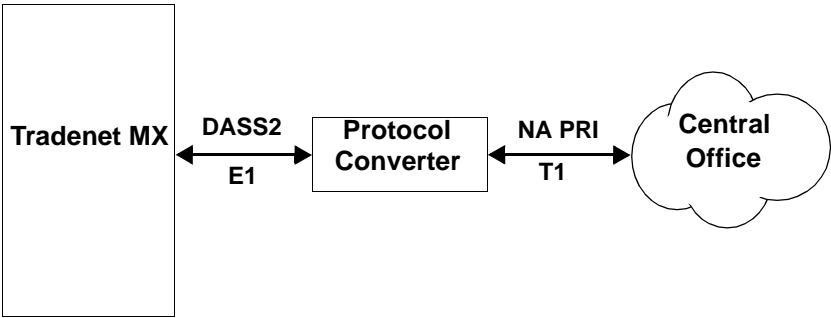 Tradenet MX
DASS2
E1
Protocol
Converter
NA PRI
T1
Central
Office